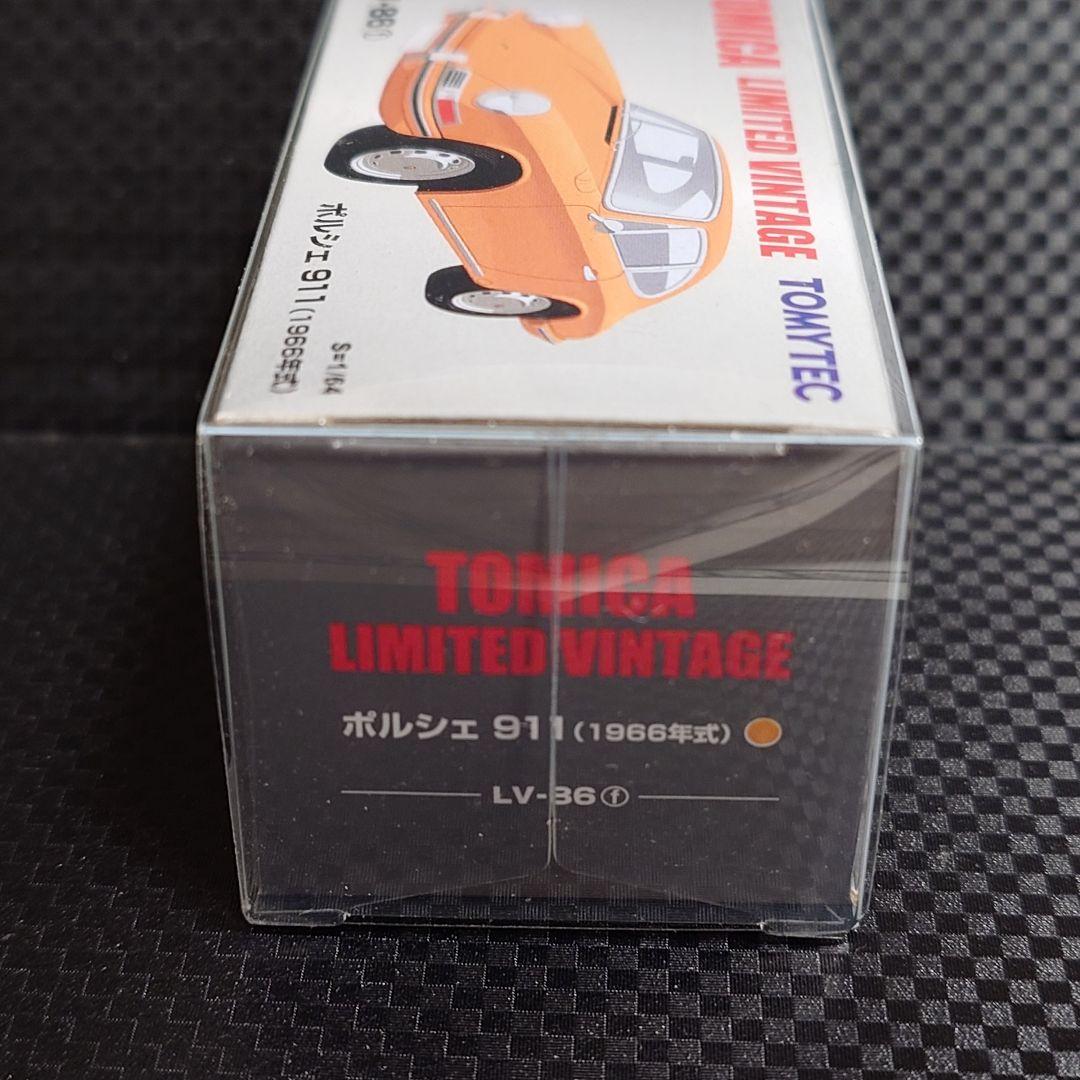 TOMICA LIMITED VINTAGE TOMYTEC
ポルシェ 911 (1966年式)
S=1/64
TOMICA
LIMITED VINTAGE
ポルシェ 911 (1966年式)
LV-86ⓕ